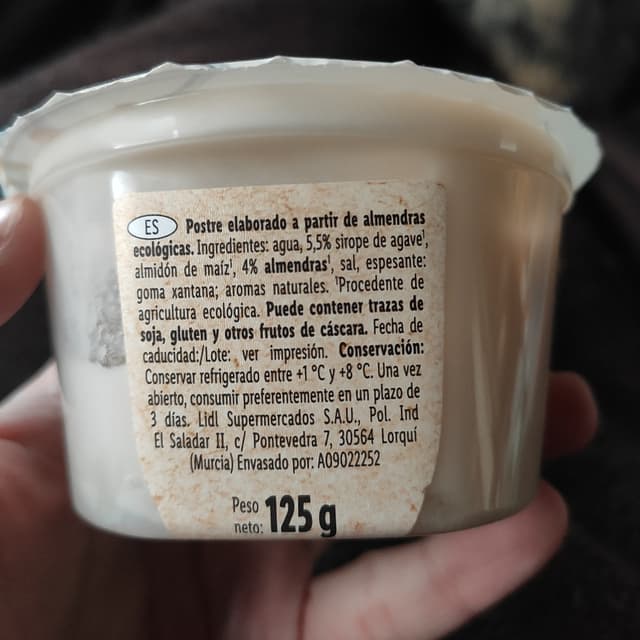 ES Postre elaborado a partir de almendras
ecológicas. Ingredientes: agua, 5,5% sirope de agave¹,
almidón de maíz¹, 4% almendras¹, sal, espesante:
goma xantana; aromas naturales. ¹Procedente de
agricultura ecológica. Puede contener trazas de
soja, gluten y otros frutos de cáscara. Fecha de
caducidad:/Lote: ver impresión. Conservación:
Conservar refrigerado entre +1 °C y +8 °C. Una vez
abierto, consumir preferentemente en un plazo de
3 días. Lidl Supermercados S.A.U., Pol. Ind
El Saladar II, c/ Pontevedra 7, 30564 Lorquí
(Murcia) Envasado por: A09022252
Peso
neto: 125 g